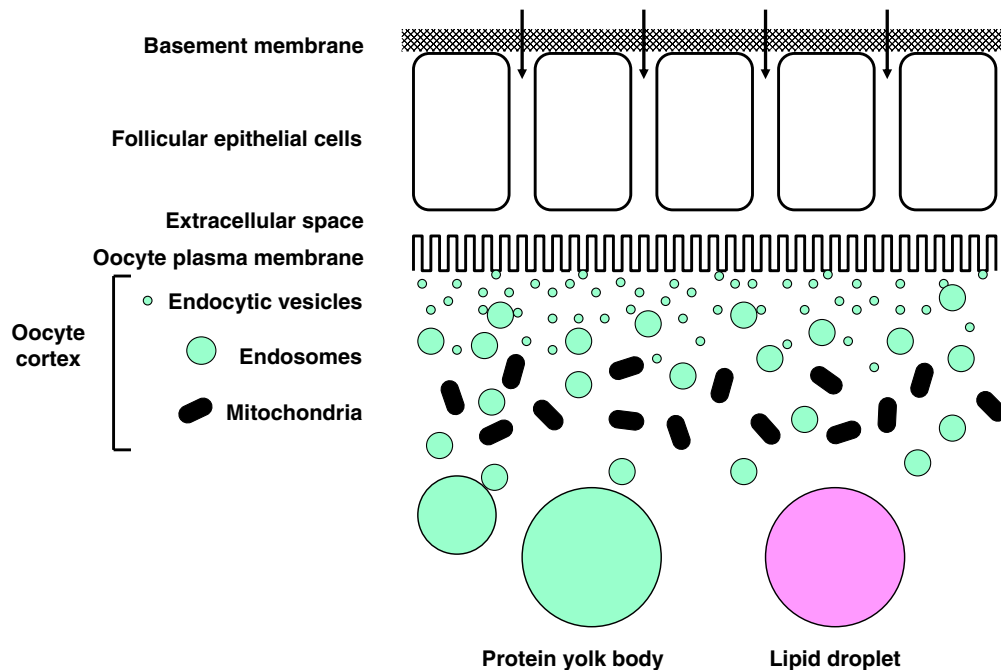 Basement membrane
Follicular epithelial cells
Extracellular space
Oocyte plasma membrane
Endocytic vesicles
Oocyte
cortex
Endosomes
Mitochondria
Protein yolk body
Lipid droplet